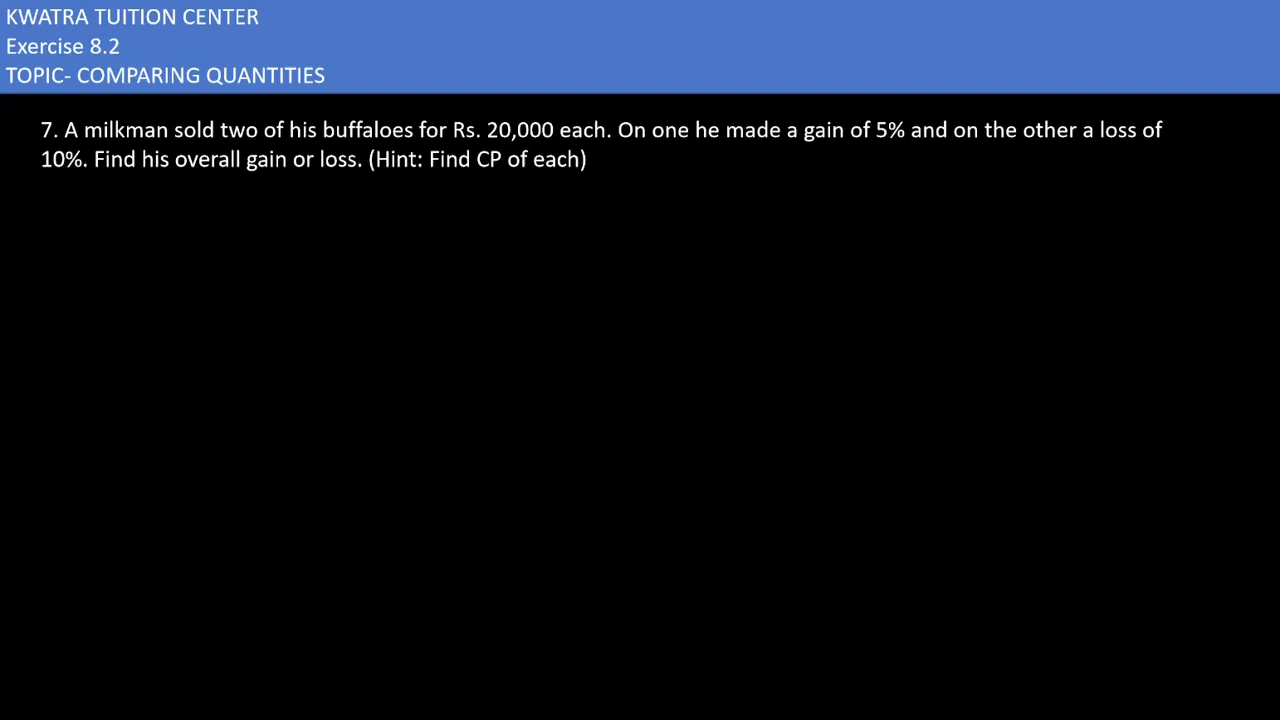 KWATRA TUITION CENTER
Exercise 8.2
TOPIC- COMPARING QUANTITIES
7. A milkman sold two of his buffaloes for Rs. 20,000 each. On one he made a gain of 5% and on the other a loss of
10%. Find his overall gain or loss. (Hint: Find CP of each)